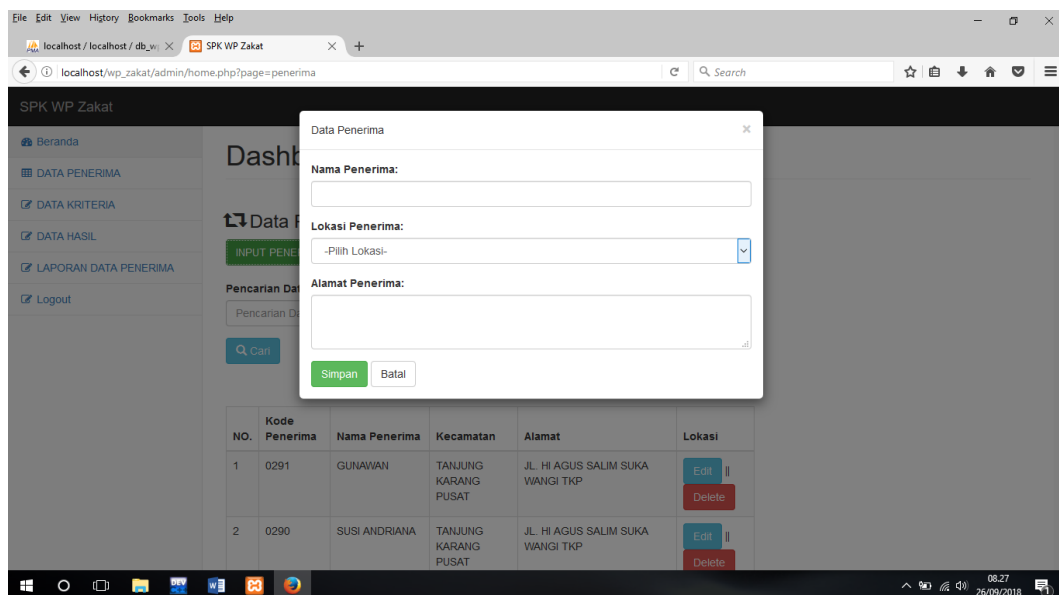 File Edit View History Bookmarks Tools Help
localhost / localhost / db_w
SPK WP Zakat
localhost/wp_zakat/admin/home.php?page=penerima
Search
SPK WP Zakat
Beranda
DATA PENERIMA
DATA KRITERIA
DATA HASIL
LAPORAN DATA PENERIMA
Logout
Dashb
Data
INPUT PENE
Pencarian Dat
Pencarian Da
Cari
Data Penerima
×
Nama Penerima:
Lokasi Penerima:
-Pilih Lokasi-
Alamat Penerima:
Simpan Batal
NO. Kode Penerima Nama Penerima Kecamatan Alamat Lokasi
1 0291 GUNAWAN TANJUNG KARANG PUSAT JL. HI AGUS SALIM SUKA WANGI TKP Edit || Delete
2 0290 SUSI ANDRIANA TANJUNG KARANG PUSAT JL. HI AGUS SALIM SUKA WANGI TKP Edit || Delete
DEV
08.27
26/09/2018